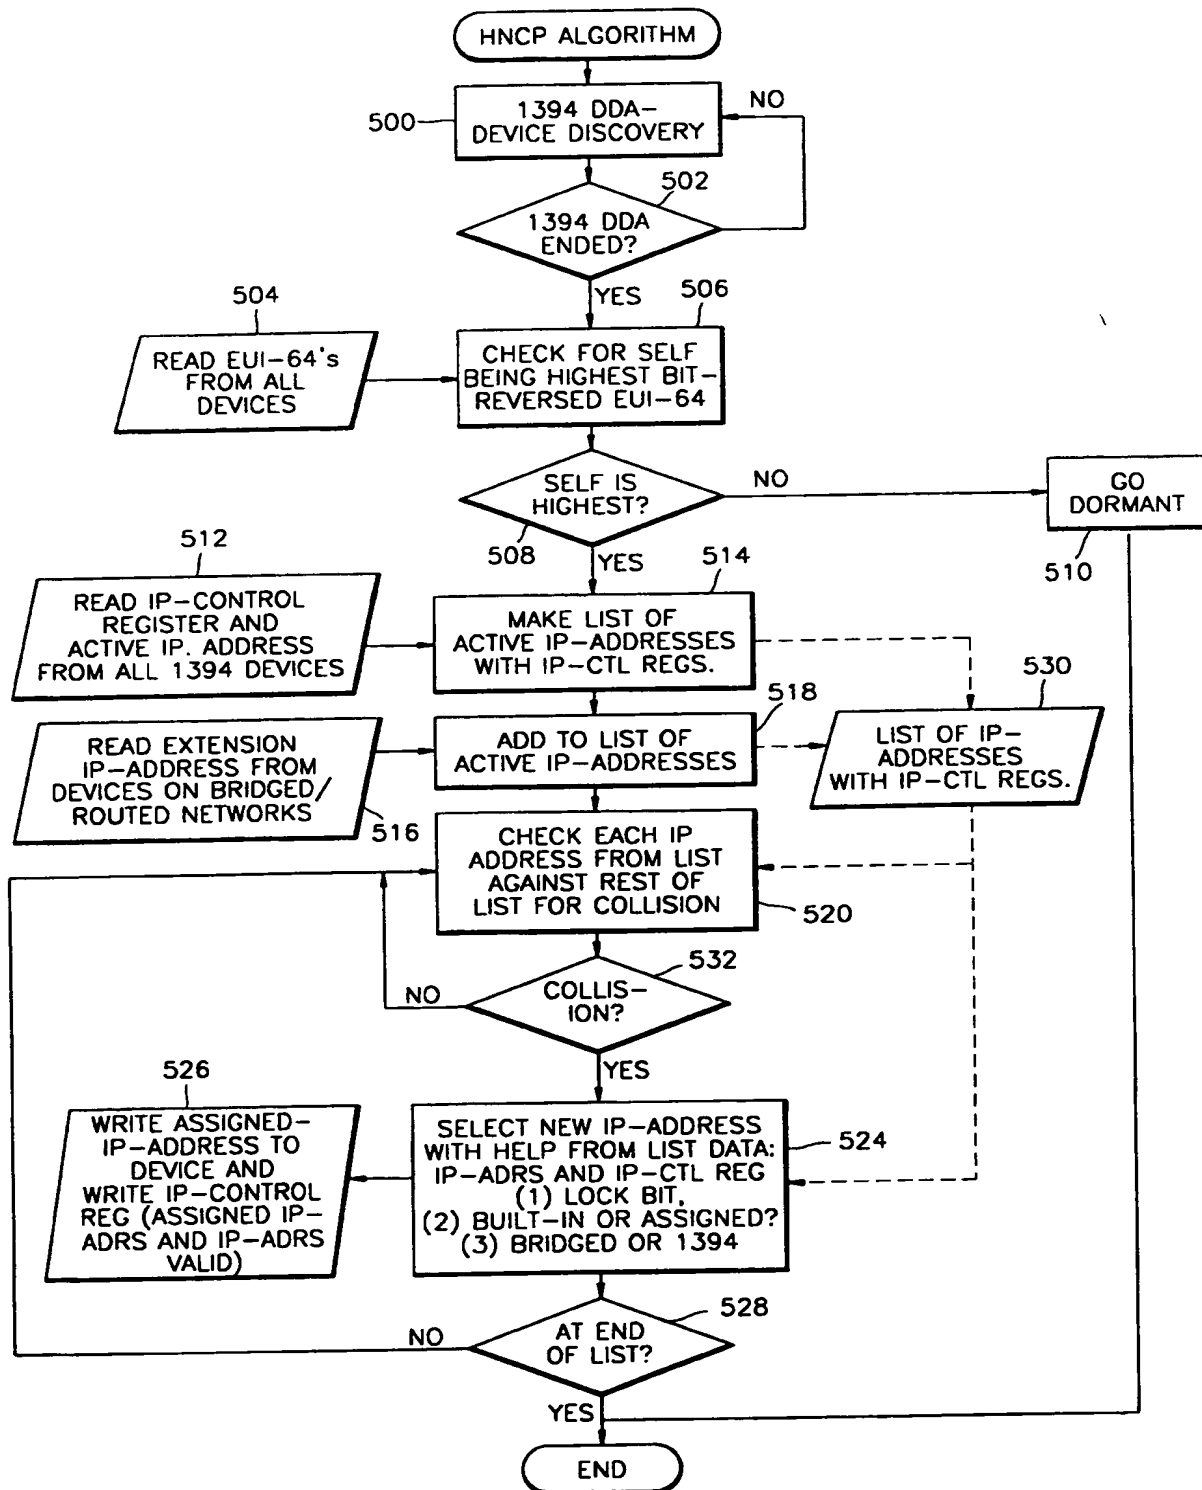 HNCP ALGORITHM
500
1394 DDA-
DEVICE DISCOVERY
NO
502
1394 DDA
ENDED?
YES
504
READ EUI-64's
FROM ALL
DEVICES
506
CHECK FOR SELF
BEING HIGHEST BIT-
REVERSED EUI-64
SELF IS
HIGHEST?
508
NO
GO
DORMANT
510
YES
512
READ IP-CONTROL
REGISTER AND
ACTIVE IP. ADDRESS
FROM ALL 1394 DEVICES
514
MAKE LIST OF
ACTIVE IP-ADDRESSES
WITH IP-CTL REGS.
READ EXTENSION
IP-ADDRESS FROM
DEVICES ON BRIDGED/
ROUTED NETWORKS
516
518
ADD TO LIST OF
ACTIVE IP-ADDRESSES
530
LIST OF IP-
ADDRESSES
WITH IP-CTL REGS.
CHECK EACH IP
ADDRESS FROM LIST
AGAINST REST OF
LIST FOR COLLISION
520
532
COLLIS-
ION?
NO
YES
526
WRITE ASSIGNED-
IP-ADDRESS TO
DEVICE AND
WRITE IP-CONTROL
REG (ASSIGNED IP-
ADRS AND IP-ADRS
VALID)
SELECT NEW IP-ADDRESS
WITH HELP FROM LIST DATA:
IP-ADRS AND IP-CTL REG
(1) LOCK BIT,
(2) BUILT-IN OR ASSIGNED?
(3) BRIDGED OR 1394
524
528
AT END
OF LIST?
NO
YES
END